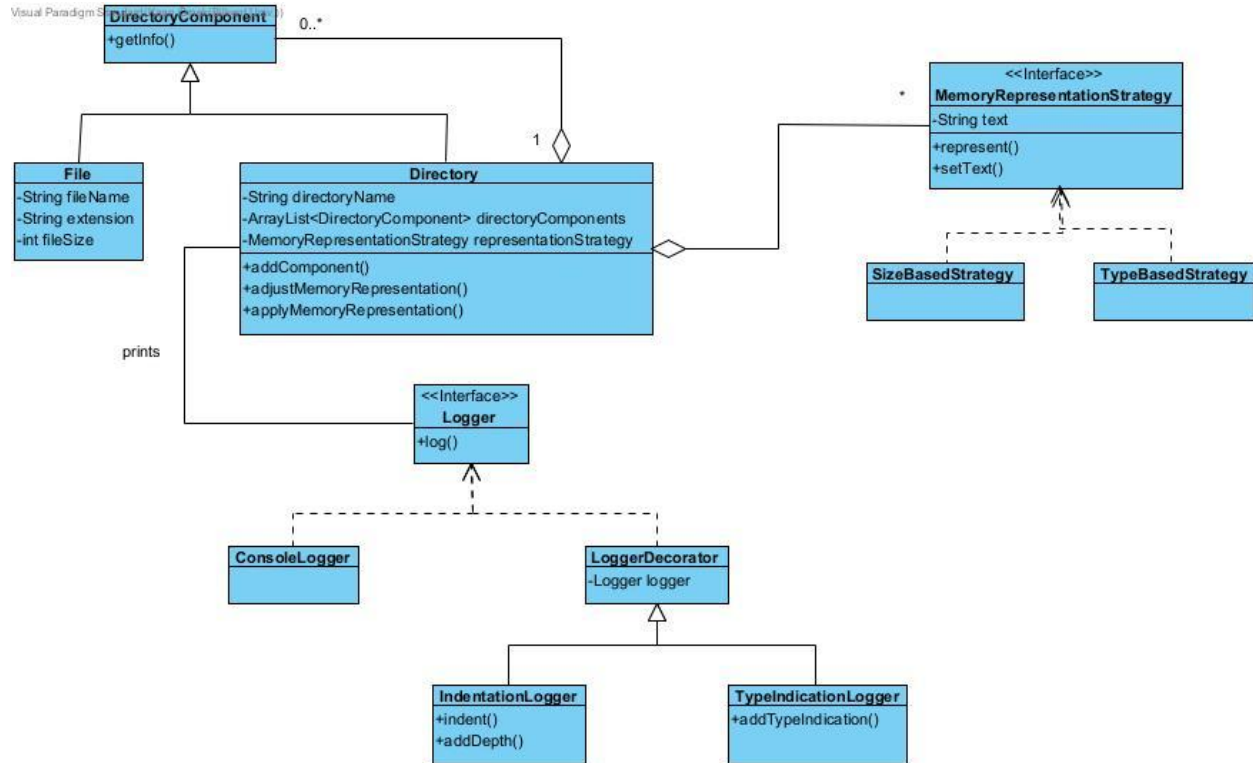 Visual Paradigm
DirectoryComponent
+getInfo()
0..*
1
File
-String fileName
-String extension
-int fileSize
Directory
-String directoryName
-ArrayList<DirectoryComponent> directoryComponents
-MemoryRepresentationStrategy representationStrategy
+addComponent()
+adjustMemoryRepresentation()
+applyMemoryRepresentation()
*
<<Interface>>
MemoryRepresentationStrategy
-String text
+represent()
+setText()
SizeBasedStrategy
TypeBasedStrategy
prints
<<Interface>>
Logger
+log()
ConsoleLogger
LoggerDecorator
-Logger logger
IndentationLogger
+indent()
+addDepth()
TypeIndicationLogger
+addTypeIndication()